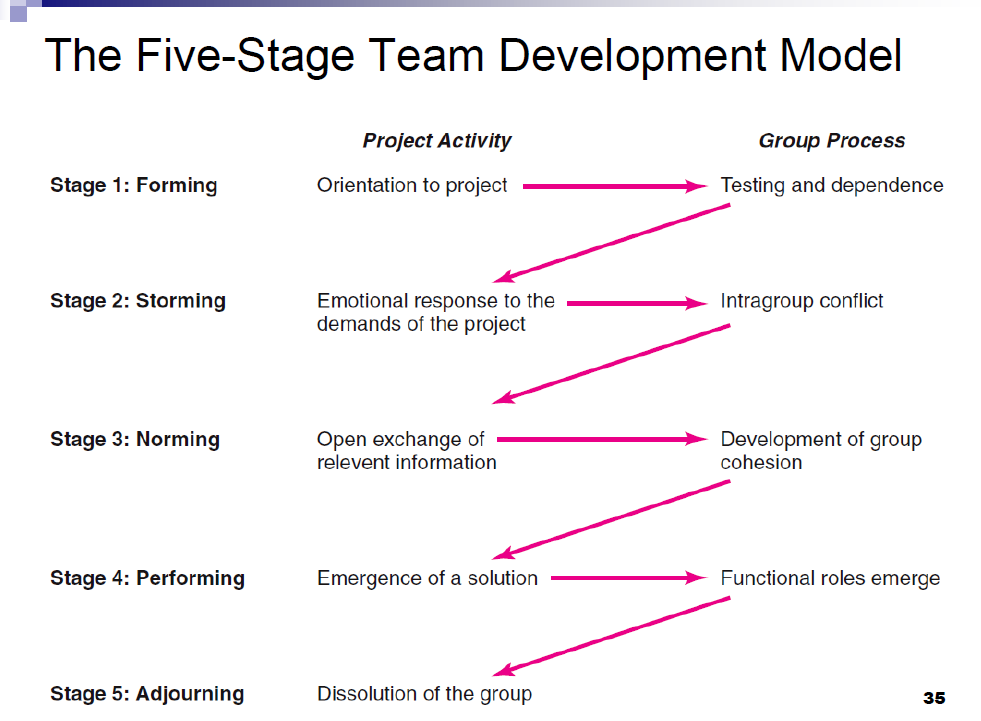 The Five-Stage Team Development Model
Project Activity Group Process
Stage 1: Forming Orientation to project Testing and dependence
Stage 2: Storming Emotional response to the Intragroup conflict
demands of the project
Stage 3: Norming Open exchange of Development of group
relevent information cohesion
Stage 4: Performing Emergence of a solution Functional roles emerge
Stage 5: Adjourning Dissolution of the group
35